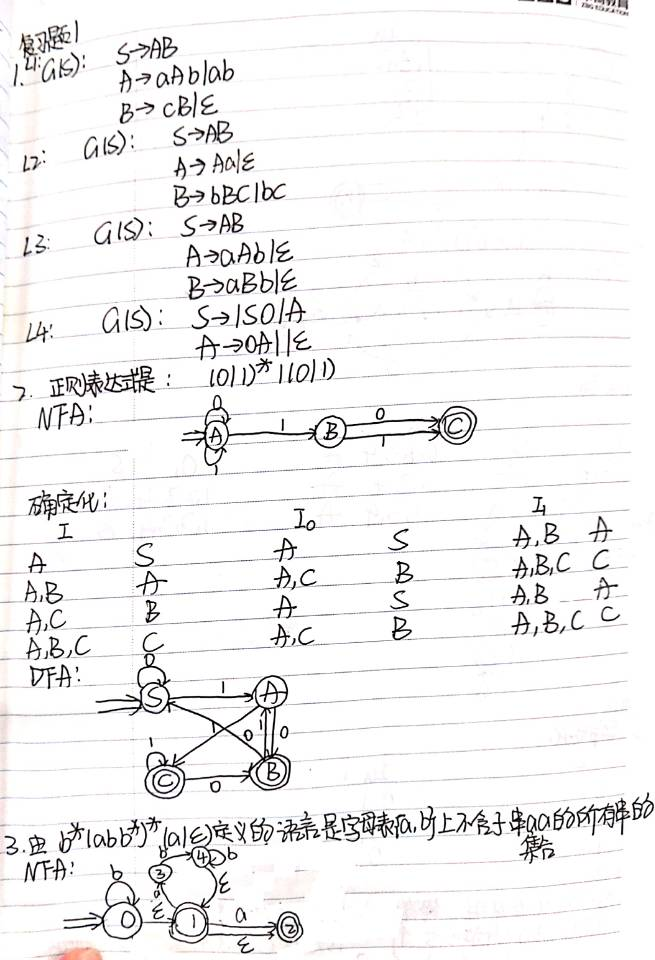 复习题1
1. L1: G(S): S→AB
A→aAb|ab
B→cB|ε
L2: G(S): S→AB
A→Aa|ε
B→bBC|bC
L3: G(S): S→AB
A→aAb|ε
B→aBb|ε
L4: G(S): S→1S0|A
A→0A1|ε
2. 正则表达式是: (0|1)*1(0|1)
NFA:
0
A 1 B 0 C
1 1
确定化:
I I₀ I₁
A S A S A,B A
A,B A A,C B A,B,C C
A,C B A S A,B A
A,B,C C A,C B A,B,C C
DFA:
0
S 1 A
1 0 1 0
1
C 0 B
3. 由 b*(abb*)*(a|ε)定义的语言是字母表{a,b}上不含子串aa的所有串的
集合
NFA:
b b 4 b
3
a ε
0 ε 1 a 2
ε